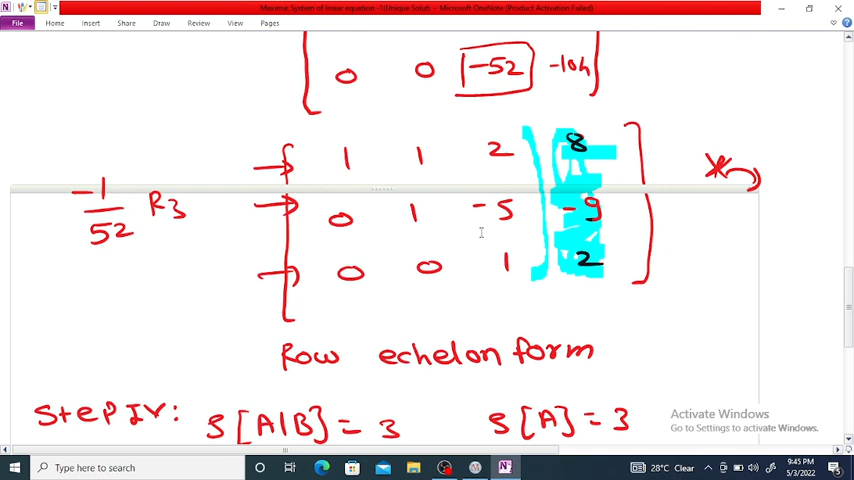 Maxima: System of linear equation -1(Unique Solut) - Microsoft OneNote (Product Activation Failed)
File Home Insert Draw History Review View Pages
0 0 -52 -104
1 1 2 8
-1/52 R3 0 1 -5 -9
0 0 1 2
Row echelon form
Step IV: S[A|B] = 3 S[A] = 3
Activate Windows
Go to Settings to activate Windows.
Type here to search
28°C Clear
9:45 PM
5/3/2022